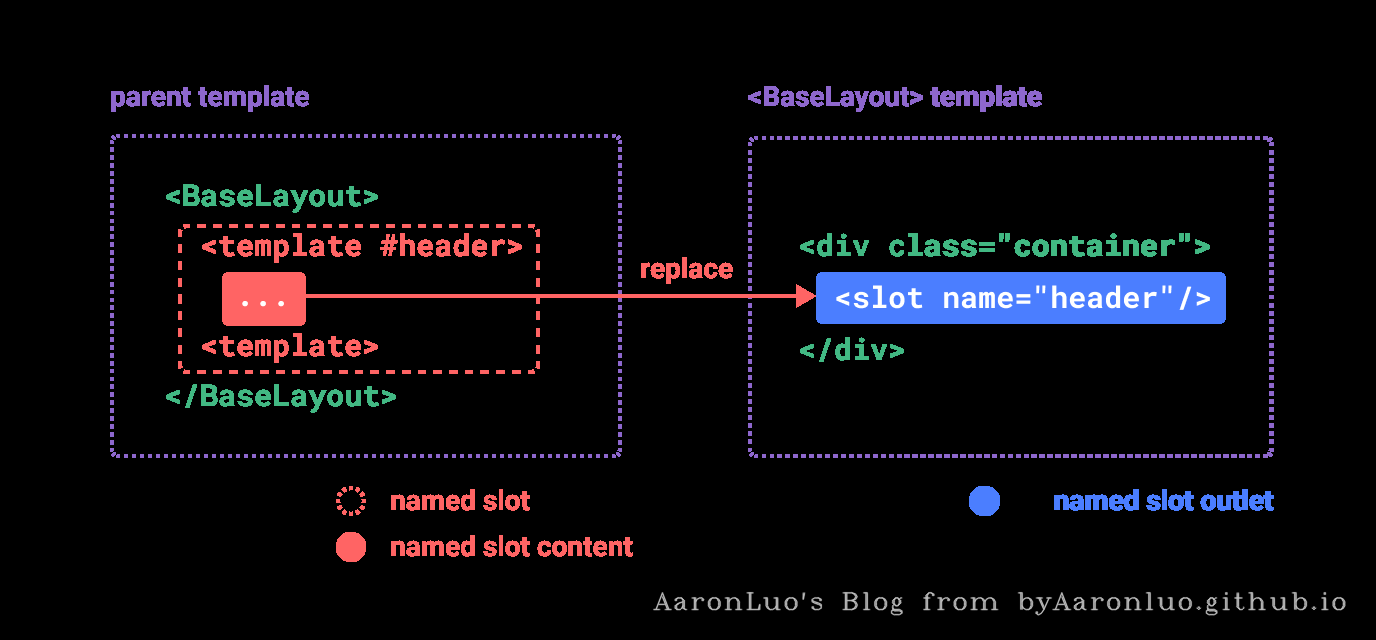 parent template
<BaseLayout>
<template #header>
...
<template>
</BaseLayout>
replace
<BaseLayout> template
<div class="container">
<slot name="header"/>
</div>
named slot
named slot content
named slot outlet
AaronLuo's Blog from byAaronluo.github.io